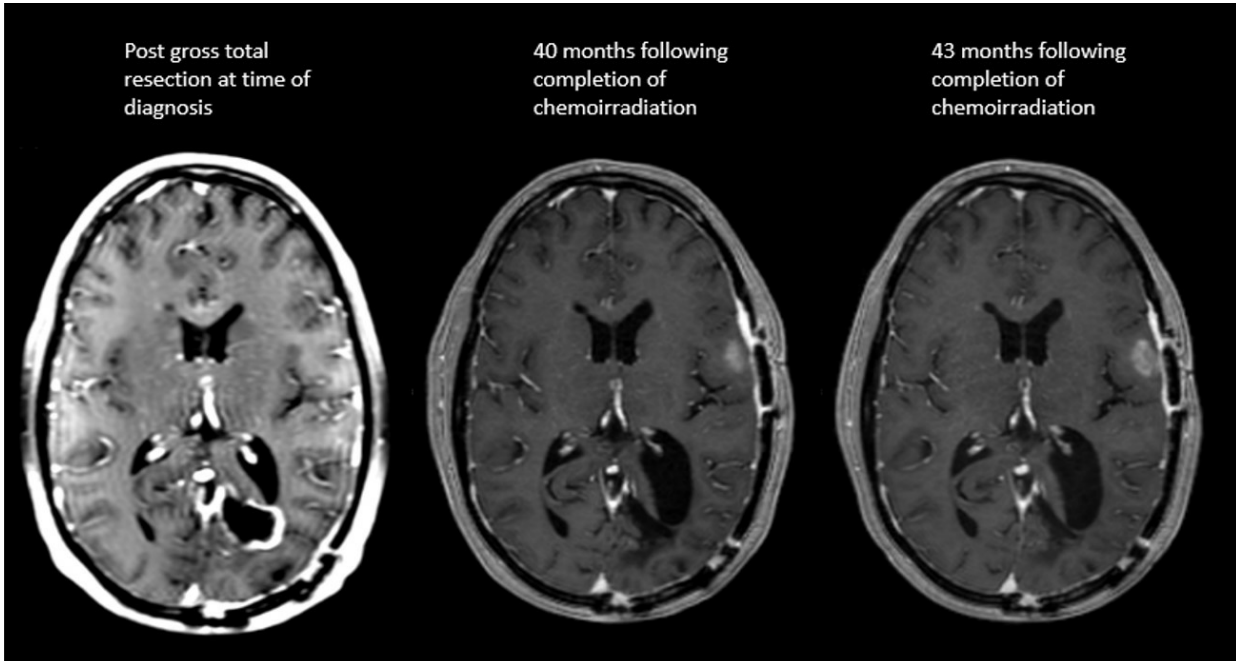 Post gross total
resection at time of
diagnosis
40 months following
completion of
chemoirradiation
43 months following
completion of
chemoirradiation